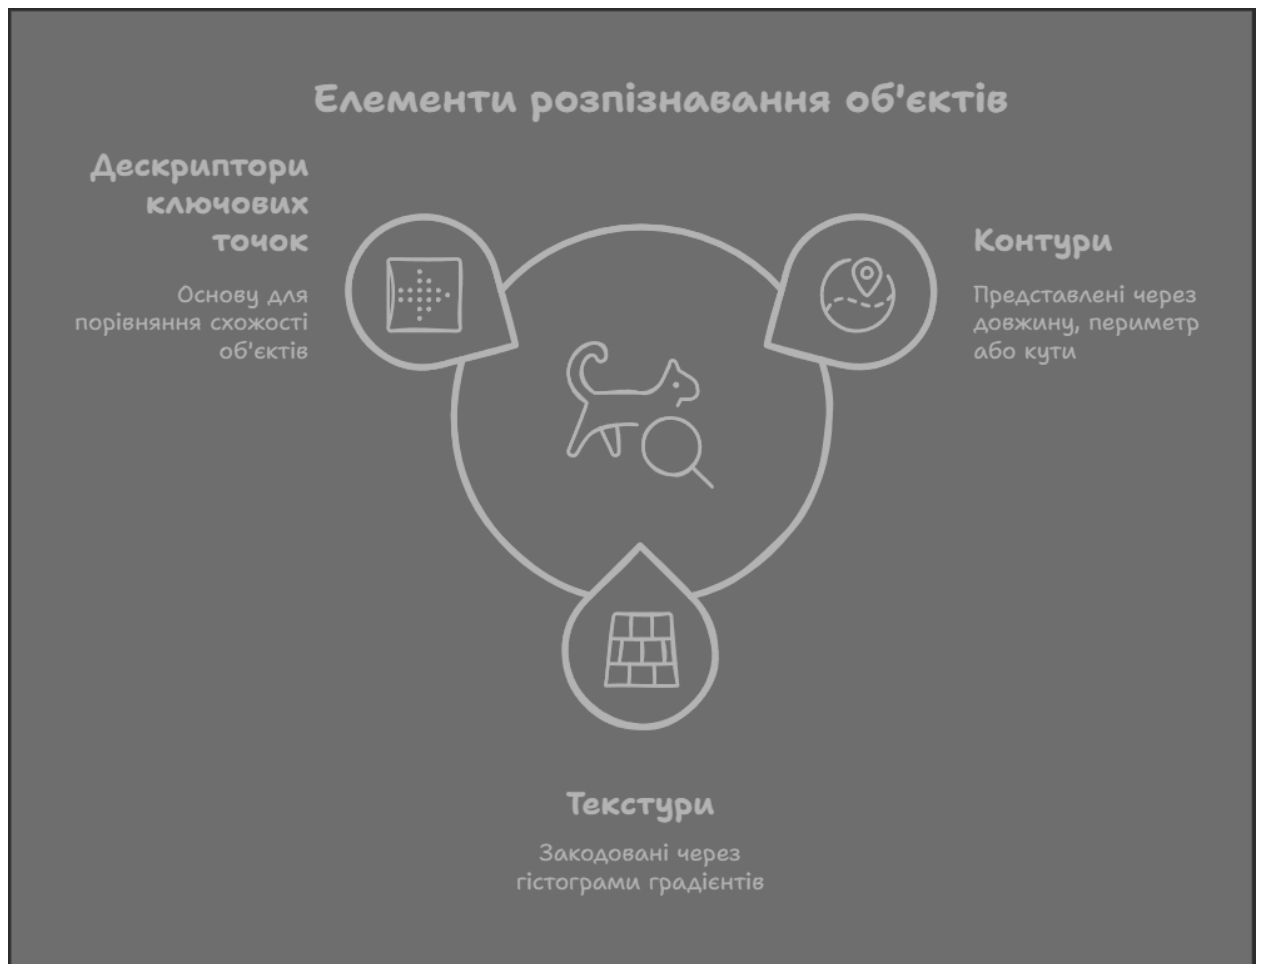 Елементи розпізнавання об'єктів
Дескриптори
ключових
точок
Основу для
порівняння схожості
об'єктів
Контури
Представлені через
довжину, периметр
або кути
Текстури
Закодовані через
гістограми градієнтів